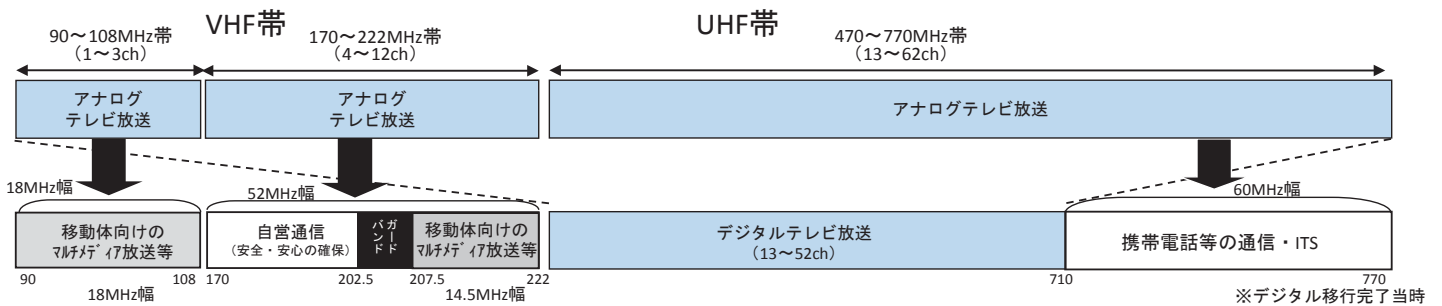 VHF帯
UHF帯
90～108MHz帯
（1～3ch）
170～222MHz帯
（4～12ch）
470～770MHz帯
（13～62ch）
アナログ
テレビ放送
アナログ
テレビ放送
アナログテレビ放送
18MHz幅
52MHz幅
60MHz幅
移動体向けの
ﾏﾙﾁﾒﾃﾞｨｱ放送等
自営通信
（安全・安心の確保）
ガード
バンド
移動体向けの
ﾏﾙﾁﾒﾃﾞｨｱ放送等
デジタルテレビ放送
（13～52ch）
携帯電話等の通信・ITS
90
108
170
202.5
207.5
222
710
770
18MHz幅
14.5MHz幅
※デジタル移行完了当時